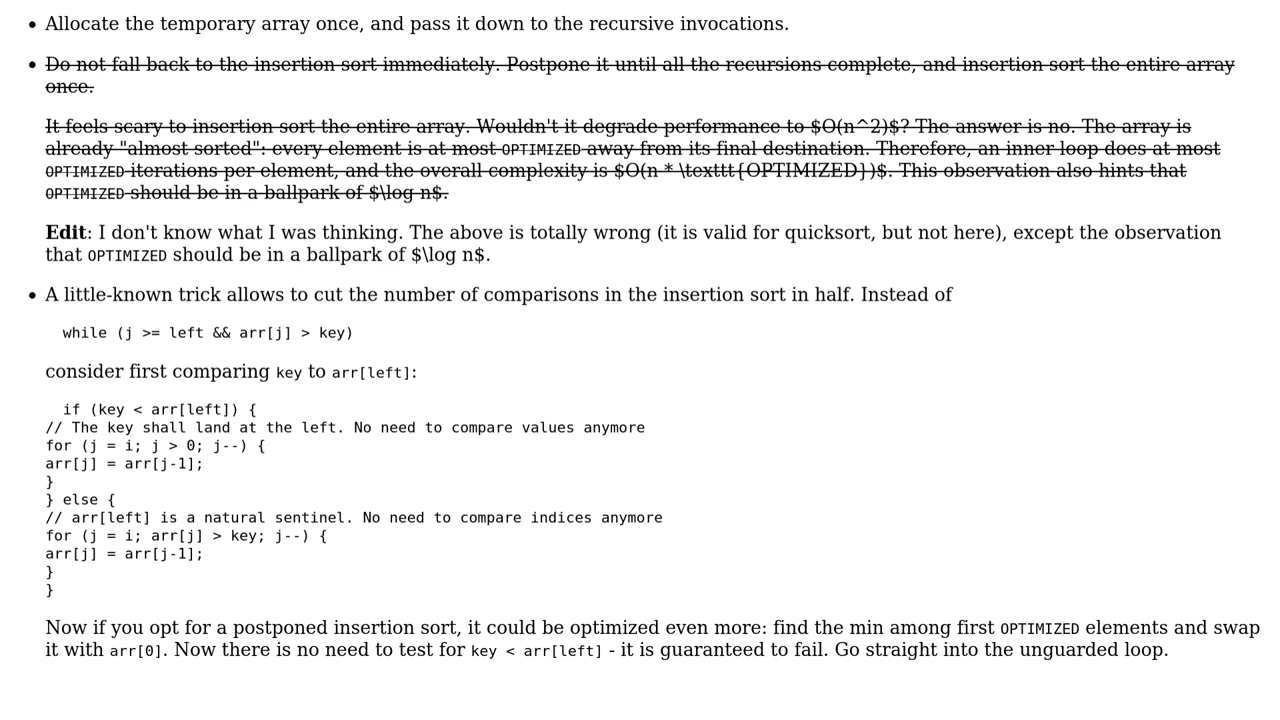 • Allocate the temporary array once, and pass it down to the recursive invocations.
• Do not fall back to the insertion sort immediately. Postpone it until all the recursions complete, and insertion sort the entire array
once.
It feels scary to insertion sort the entire array. Wouldn't it degrade performance to $O(n^2)$? The answer is no. The array is
already "almost sorted": every element is at most OPTIMIZED away from its final destination. Therefore, an inner loop does at most
OPTIMIZED iterations per element, and the overall complexity is $O(n * \texttt{OPTIMIZED})$. This observation also hints that
OPTIMIZED should be in a ballpark of $\log n$.
Edit: I don't know what I was thinking. The above is totally wrong (it is valid for quicksort, but not here), except the observation
that OPTIMIZED should be in a ballpark of $\log n$.
• A little-known trick allows to cut the number of comparisons in the insertion sort in half. Instead of
while (j >= left && arr[j] > key)
consider first comparing key to arr[left]:
if (key < arr[left]) {
// The key shall land at the left. No need to compare values anymore
for (j = i; j > 0; j--) {
arr[j] = arr[j-1];
}
} else {
// arr[left] is a natural sentinel. No need to compare indices anymore
for (j = i; arr[j] > key; j--) {
arr[j] = arr[j-1];
}
}
Now if you opt for a postponed insertion sort, it could be optimized even more: find the min among first OPTIMIZED elements and swap
it with arr[0]. Now there is no need to test for key < arr[left] - it is guaranteed to fail. Go straight into the unguarded loop.